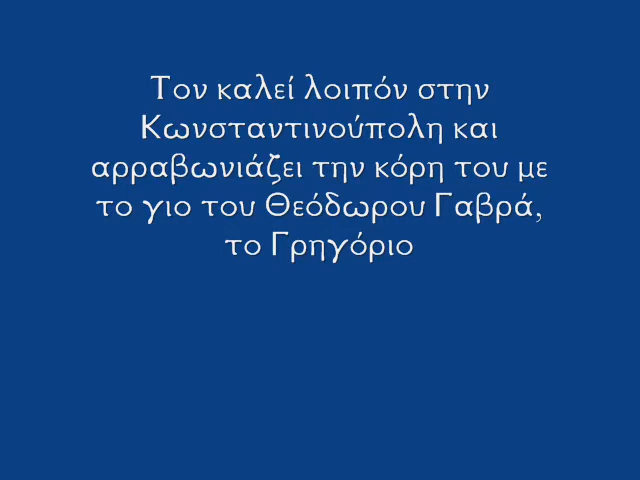 Τον καλεί λοιπόν στην
Κωνσταντινούπολη και
αρραβωνιάζει την κόρη του με
το γιο του Θεόδωρου Γαβρά,
το Γρηγόριο